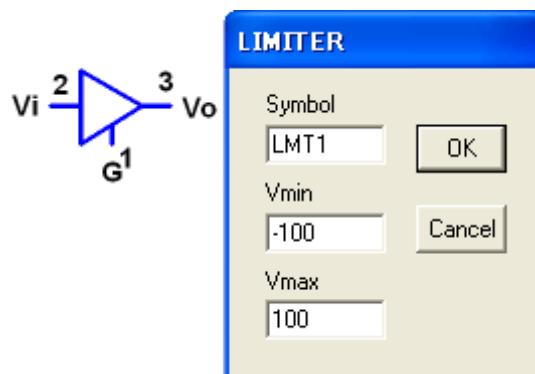 2
3
Vi
Vo
G
1
LIMITER
Symbol
LMT1
OK
Vmin
-100
Cancel
Vmax
100